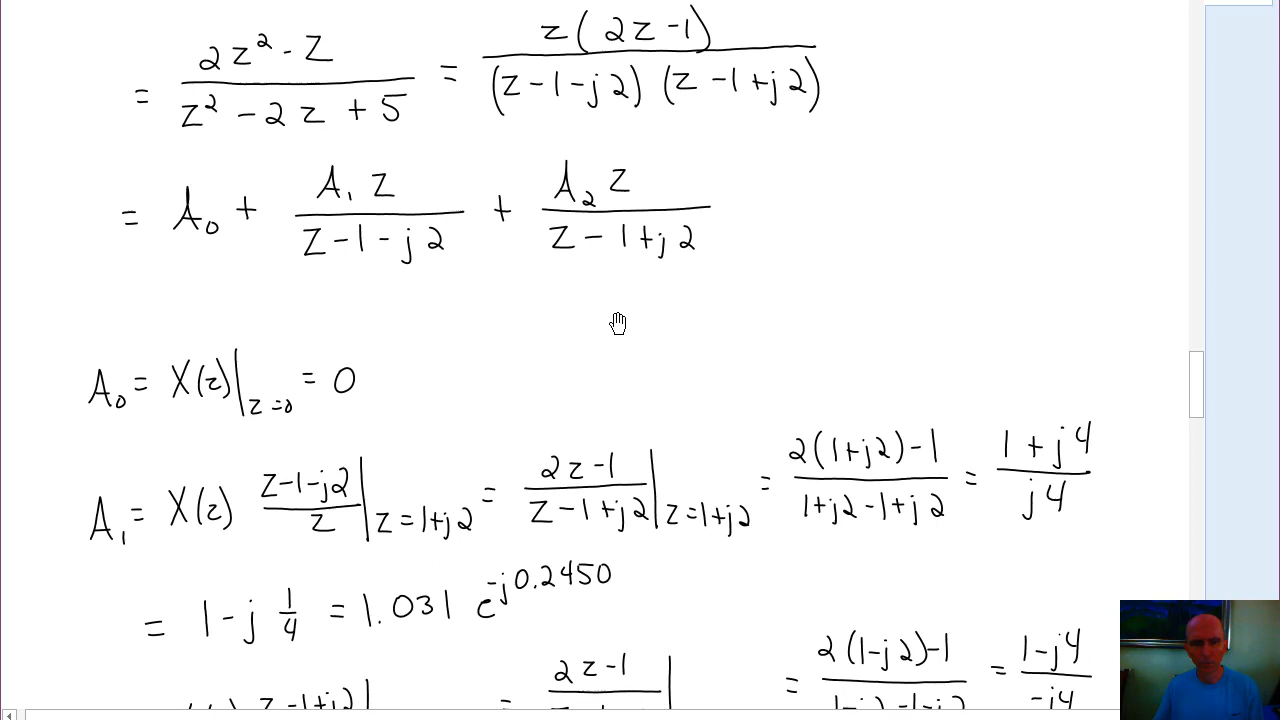 = (2z² - z)/(z² - 2z + 5) = z(2z - 1)/((z - 1 - j2)(z - 1 + j2))
= A₀ + A₁z/(z - 1 - j2) + A₂z/(z - 1 + j2)
A₀ = X(z)|z=0 = 0
A₁ = X(z) (z-1-j2)/z |z=1+j2 = (2z-1)/(z-1+j2) |z=1+j2 = (2(1+j2)-1)/(1+j2-1+j2) = (1+j4)/(j4)
= 1 - j 1/4 = 1.031 e^(-j0.2450)
z-1+j2| = 2z-1| = 2(1-j2)-1 = (1-j4)/(-j4)